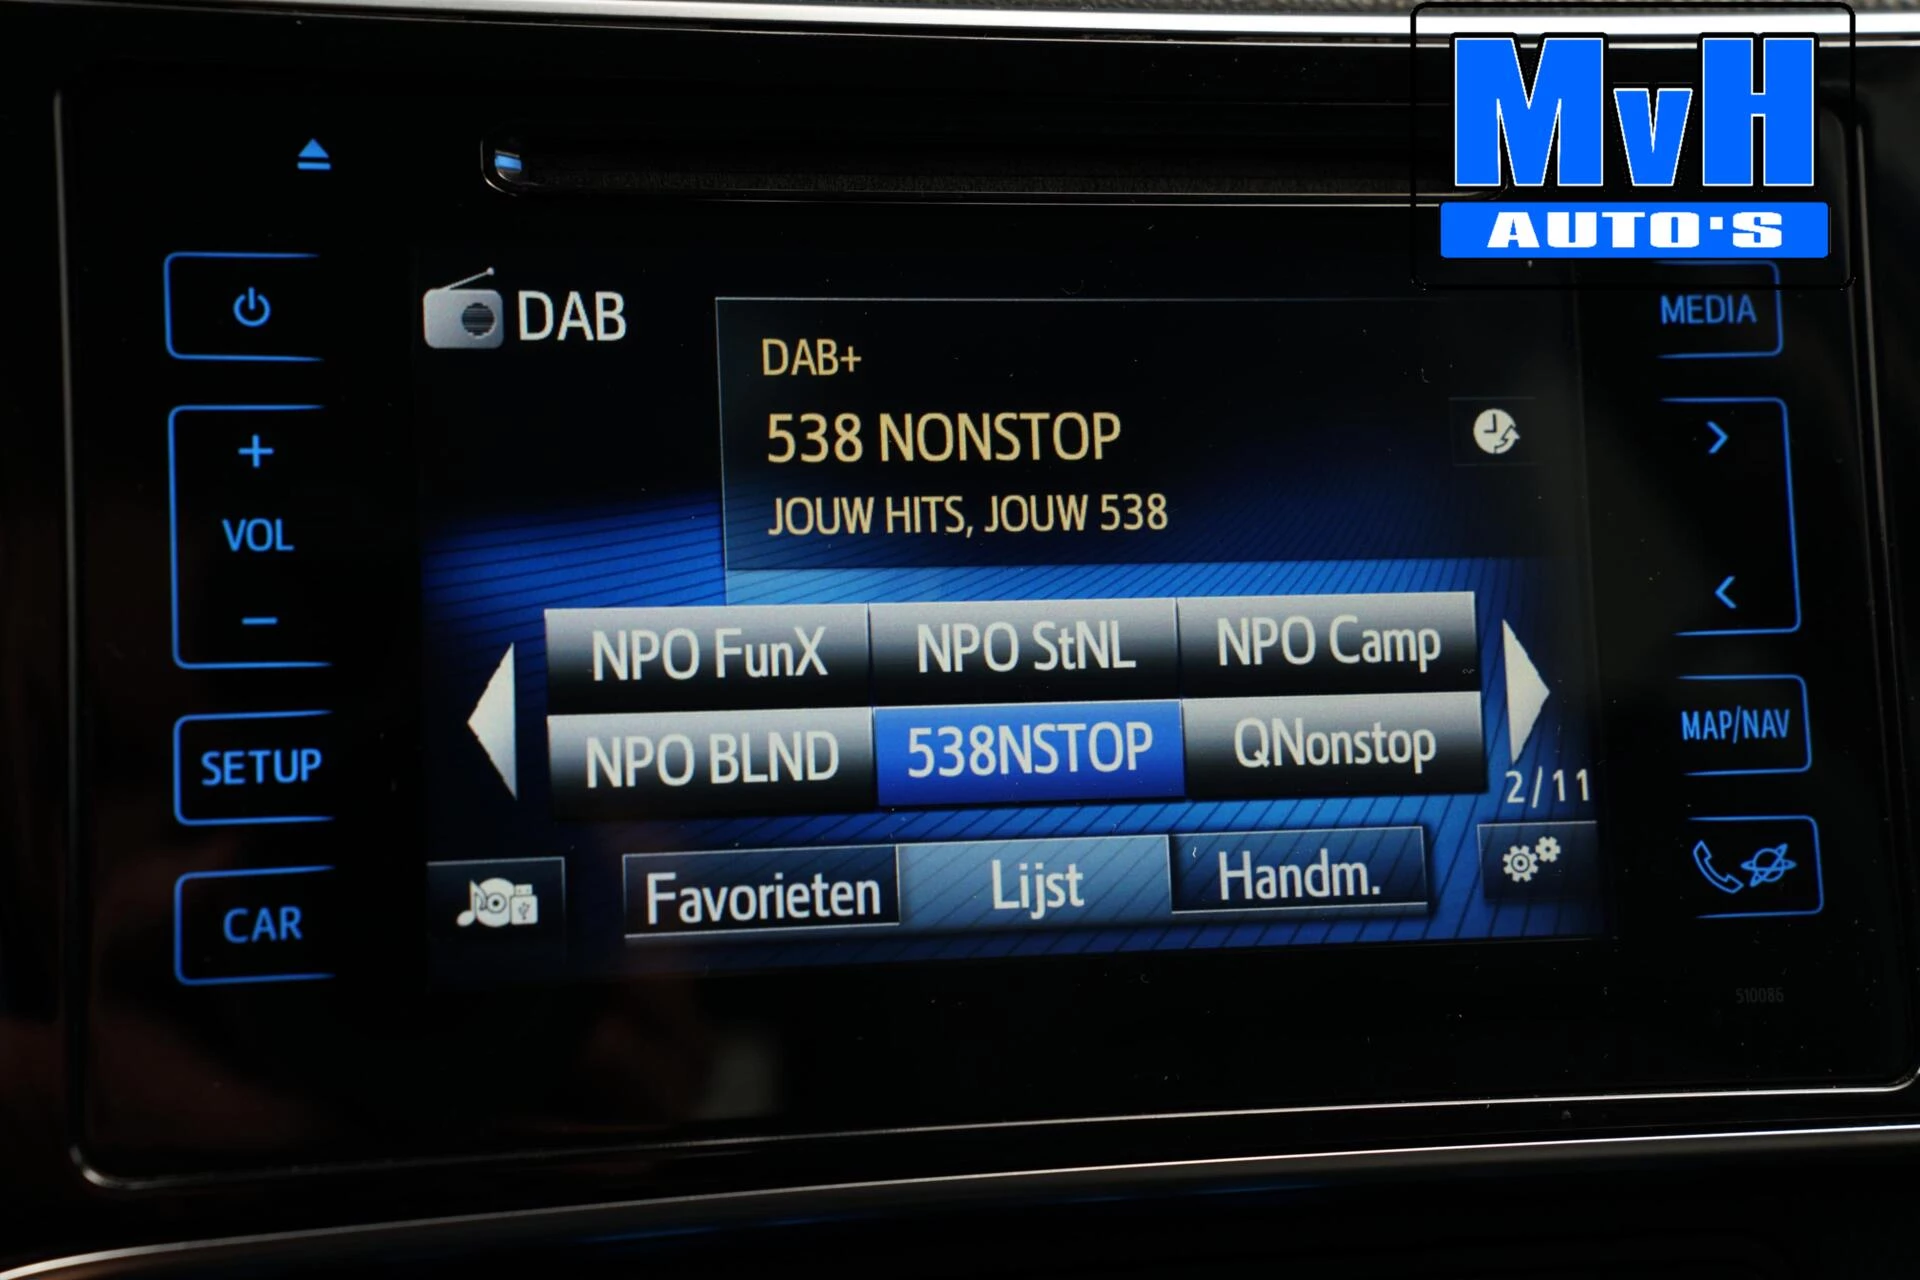 MvH
AUTO'S
DAB
MEDIA
DAB+
538 NONSTOP
JOUW HITS, JOUW 538
+
VOL
−
>
<
NPO FunX
NPO StNL
NPO Camp
NPO BLND
538NSTOP
QNonstop
2/11
MAP/NAV
SETUP
Favorieten
Lijst
Handm.
CAR
510086